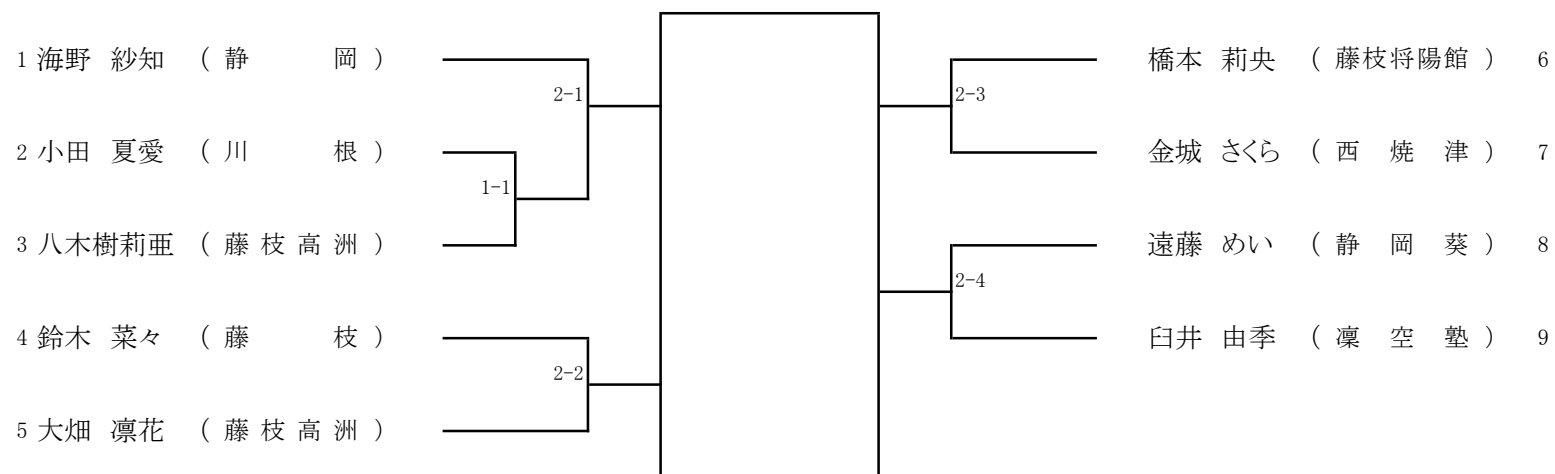 1 海野 紗知 ( 静 岡 )
2-1
2 小田 夏愛 ( 川 根 )
1-1
3 八木樹莉亜 ( 藤 枝 高 洲 )
4 鈴木 菜々 ( 藤 枝 )
2-2
5 大畑 凛花 ( 藤 枝 高 洲 )
橋本 莉央 ( 藤枝将陽館 ) 6
2-3
金城 さくら ( 西 焼 津 ) 7
遠藤 めい ( 静 岡 葵 ) 8
2-4
臼井 由季 ( 凜 空 塾 ) 9